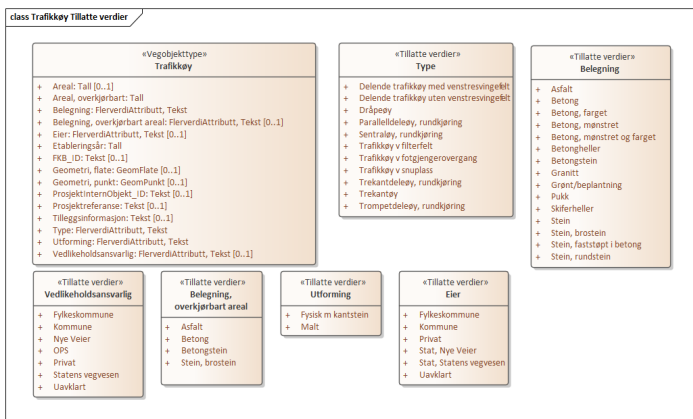 class Trafikkøy Tillatte verdier
«Vegobjekttype»
Trafikkøy
+ Areal: Tall [0..1]
+ Areal, overkjørbart: Tall
+ Belegning: FlerverdiAttributt, Tekst
+ Belegning, overkjørbart areal: FlerverdiAttributt, Tekst [0..1]
+ Eier: FlerverdiAttributt, Tekst [0..1]
+ Etableringsår: Tall
+ FKB_ID: Tekst [0..1]
+ Geometri, flate: GeomFlate [0..1]
+ Geometri, punkt: GeomPunkt [0..1]
+ ProsjektInternObjekt_ID: Tekst [0..1]
+ Prosjektreferanse: Tekst [0..1]
+ Tilleggsinformasjon: Tekst [0..1]
+ Type: FlerverdiAttributt, Tekst
+ Utforming: FlerverdiAttributt, Tekst
+ Vedlikeholdsansvarlig: FlerverdiAttributt, Tekst [0..1]
«Tillatte verdier»
Type
+ Delende trafikkøy med venstresvingefelt
+ Delende trafikkøy uten venstresvingefelt
+ Dråpeøy
+ Paralelldeleøy, rundkjøring
+ Sentraløy, rundkjøring
+ Trafikkøy v filterfelt
+ Trafikkøy v fotgjengerovergang
+ Trafikkøy v snuplass
+ Trekantdeleøy, rundkjøring
+ Trekantøy
+ Trompetdeleøy, rundkjøring
«Tillatte verdier»
Belegning
+ Asfalt
+ Betong
+ Betong, farget
+ Betong, mønstret
+ Betong, mønstret og farget
+ Betongheller
+ Betongstein
+ Granitt
+ Grønt/beplantning
+ Pukk
+ Skiferheller
+ Stein
+ Stein, brostein
+ Stein, faststøpt i betong
+ Stein, rundstein
«Tillatte verdier»
Vedlikeholdsansvarlig
+ Fylkeskommune
+ Kommune
+ Nye Veier
+ OPS
+ Privat
+ Statens vegvesen
+ Uavklart
«Tillatte verdier»
Belegning,
overkjørbart areal
+ Asfalt
+ Betong
+ Betongstein
+ Stein, brostein
«Tillatte verdier»
Utforming
+ Fysisk m kantstein
+ Malt
«Tillatte verdier»
Eier
+ Fylkeskommune
+ Kommune
+ Privat
+ Stat, Nye Veier
+ Stat, Statens vegvesen
+ Uavklart